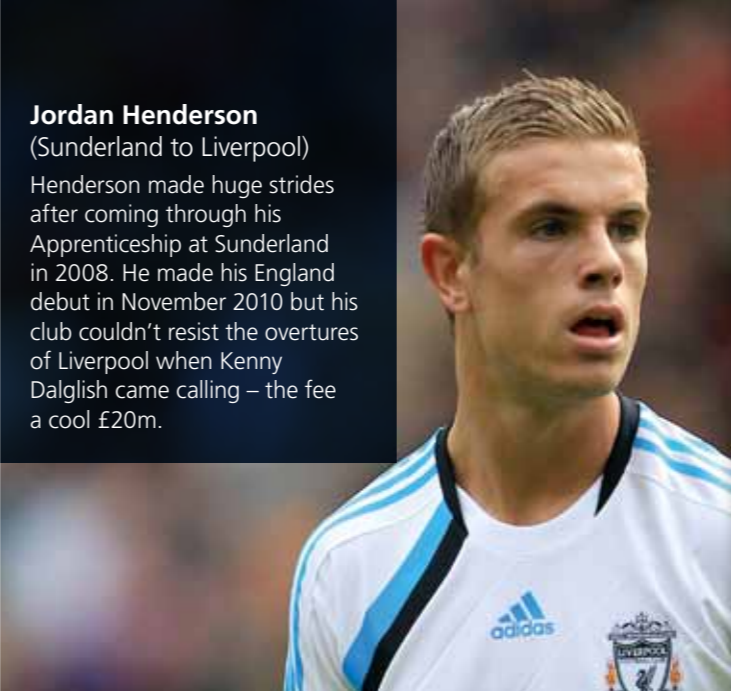 Jordan Henderson
(Sunderland to Liverpool)
Henderson made huge strides
after coming through his
Apprenticeship at Sunderland
in 2008. He made his England
debut in November 2010 but his
club couldn’t resist the overtures
of Liverpool when Kenny
Dalglish came calling – the fee
a cool £20m.
adidas
LIVERPOOL